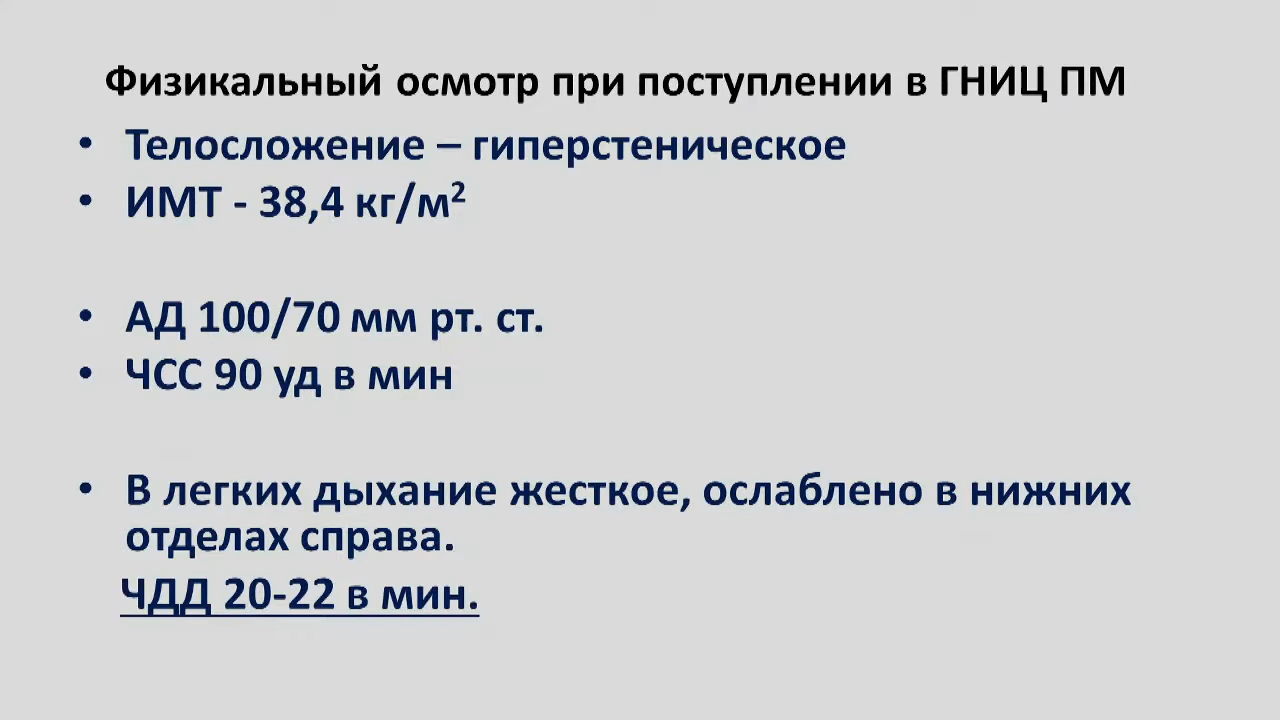 Физикальный осмотр при поступлении в ГНИЦ ПМ
• Телосложение – гиперстеническое
• ИМТ - 38,4 кг/м²
• АД 100/70 мм рт. ст.
• ЧСС 90 уд в мин
• В легких дыхание жесткое, ослаблено в нижних
отделах справа.
ЧДД 20-22 в мин.